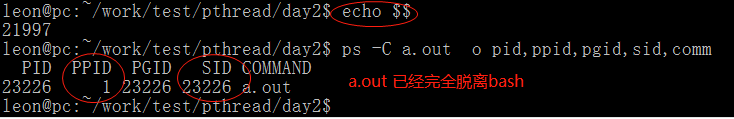 leon@pc:~/work/test/pthread/day2$ echo $$
21997
leon@pc:~/work/test/pthread/day2$ ps -C a.out  o pid,ppid,pgid,sid,comm
  PID  PPID  PGID   SID COMMAND
23226     1 23226 23226 a.out
a.out 已经完全脱离bash
leon@pc:~/work/test/pthread/day2$